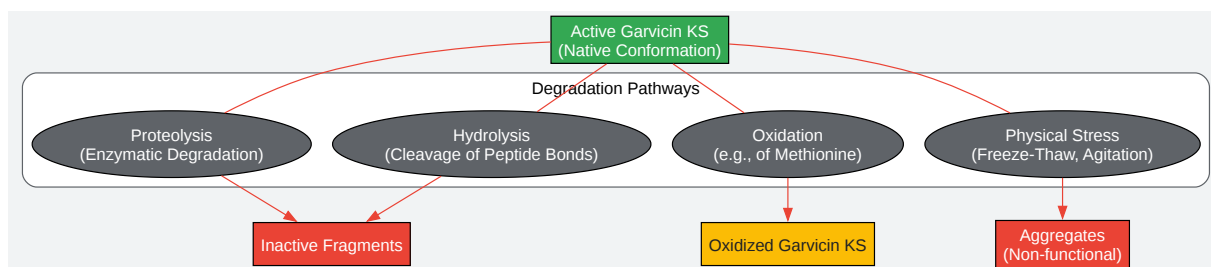 Active Garvicin KS
(Native Conformation)
Degradation Pathways
Proteolysis
(Enzymatic Degradation)
Hydrolysis
(Cleavage of Peptide Bonds)
Oxidation
(e.g., of Methionine)
Physical Stress
(Freeze-Thaw, Agitation)
Inactive Fragments
Oxidized Garvicin KS
Aggregates
(Non-functional)